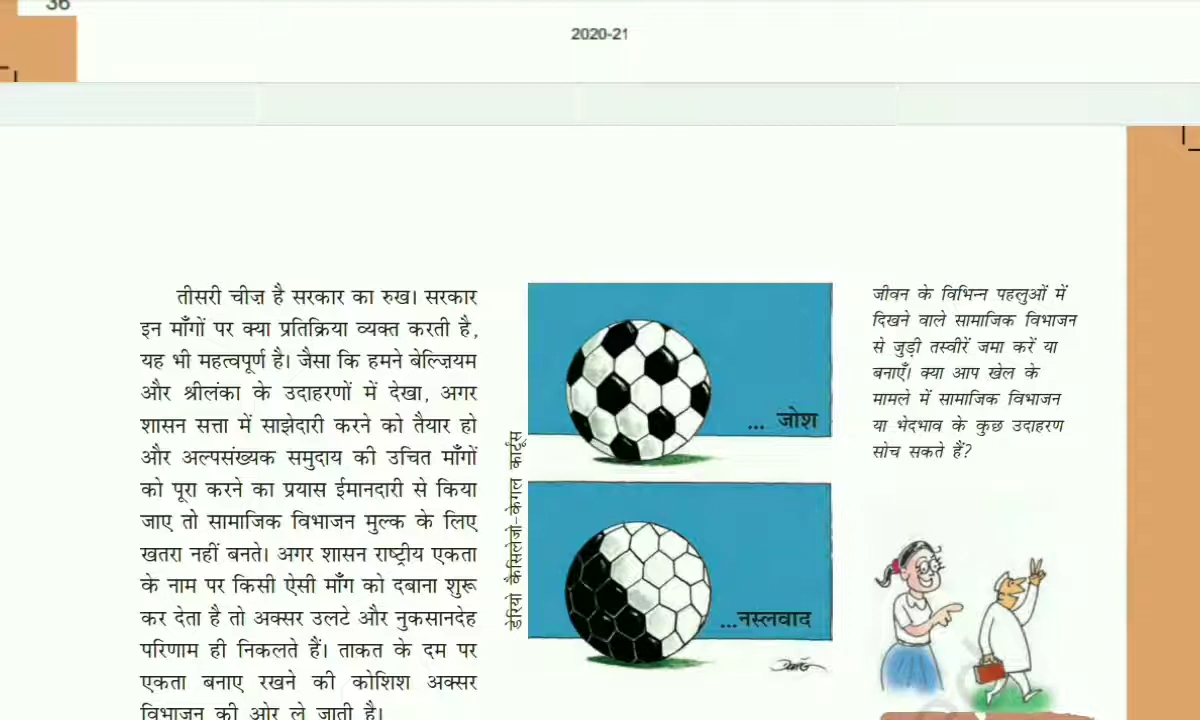 36
2020-21
तीसरी चीज़ है सरकार का रुख। सरकार
इन माँगों पर क्या प्रतिक्रिया व्यक्त करती है,
यह भी महत्वपूर्ण है। जैसा कि हमने बेल्ज़ियम
और श्रीलंका के उदाहरणों में देखा, अगर
शासन सत्ता में साझेदारी करने को तैयार हो
और अल्पसंख्यक समुदाय की उचित माँगों
को पूरा करने का प्रयास ईमानदारी से किया
जाए तो सामाजिक विभाजन मुल्क के लिए
खतरा नहीं बनते। अगर शासन राष्ट्रीय एकता
के नाम पर किसी ऐसी माँग को दबाना शुरू
कर देता है तो अक्सर उलटे और नुकसानदेह
परिणाम ही निकलते हैं। ताकत के दम पर
एकता बनाए रखने की कोशिश अक्सर
विभाजन की ओर ले जाती है।
डेरियो कैसिलेजो-केगल कार्टूंस
... जोश
...नस्लवाद
जीवन के विभिन्न पहलुओं में
दिखने वाले सामाजिक विभाजन
से जुड़ी तस्वीरें जमा करें या
बनाएँ। क्या आप खेल के
मामले में सामाजिक विभाजन
या भेदभाव के कुछ उदाहरण
सोच सकते हैं?